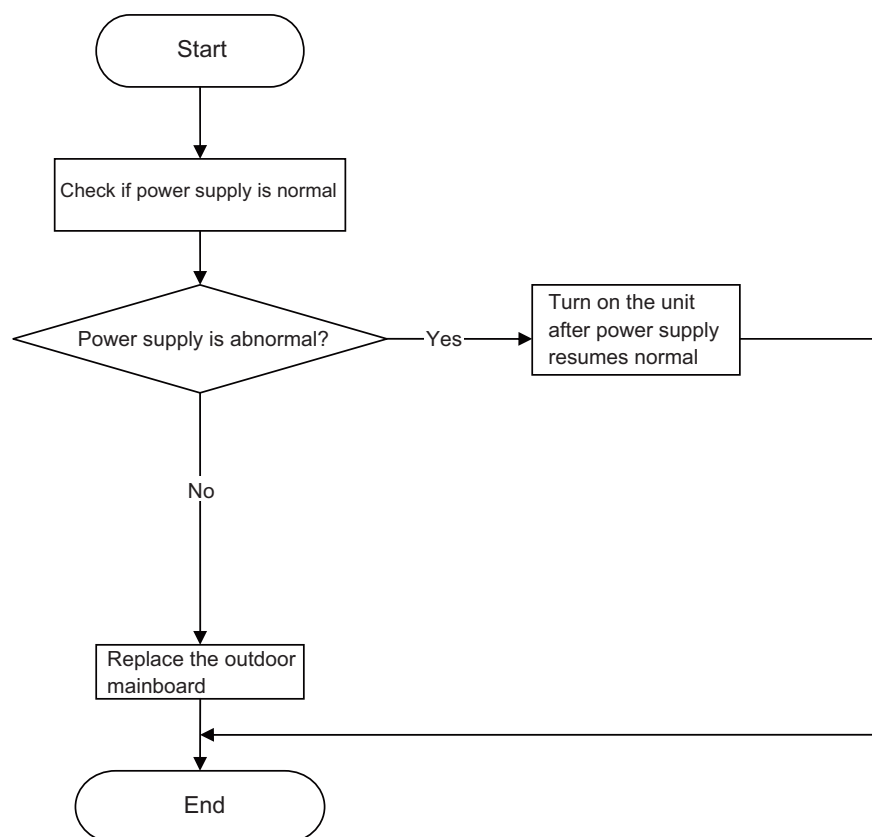 Start
Check if power supply is normal
Power supply is abnormal?
Yes
Turn on the unit
after power supply
resumes normal
No
Replace the outdoor
mainboard
End